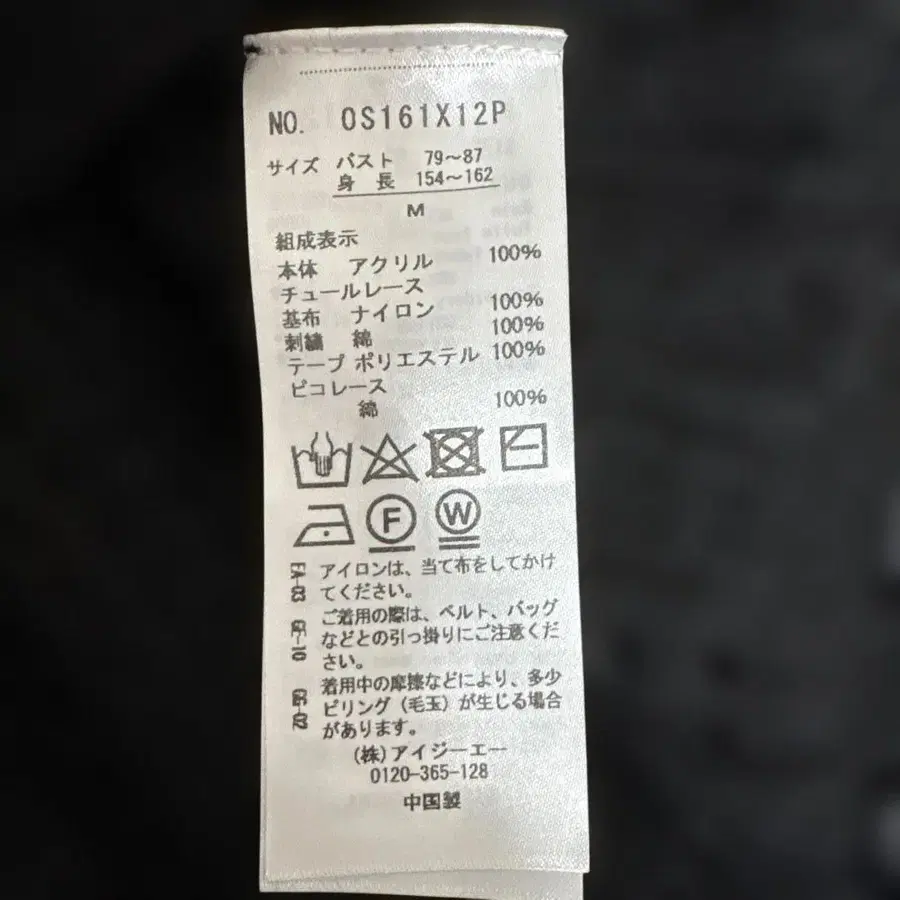 NO. OS161X12P
サイズ バスト 79～87
身 長 154～162
M
組成表示
本体 アクリル 100%
チュールレース
基布 ナイロン 100%
刺繍 綿 100%
テープ ポリエステル 100%
ピコレース
綿 100%
F W
アイロンは、当て布をしてかけ
てください。
ご着用の際は、ベルト、バッグ
などとの引っ掛りにご注意くだ
さい。
着用中の摩擦などにより、多少
ピリング（毛玉）が生じる場合
があります。
(株)アイジーエー
0120-365-128
中国製